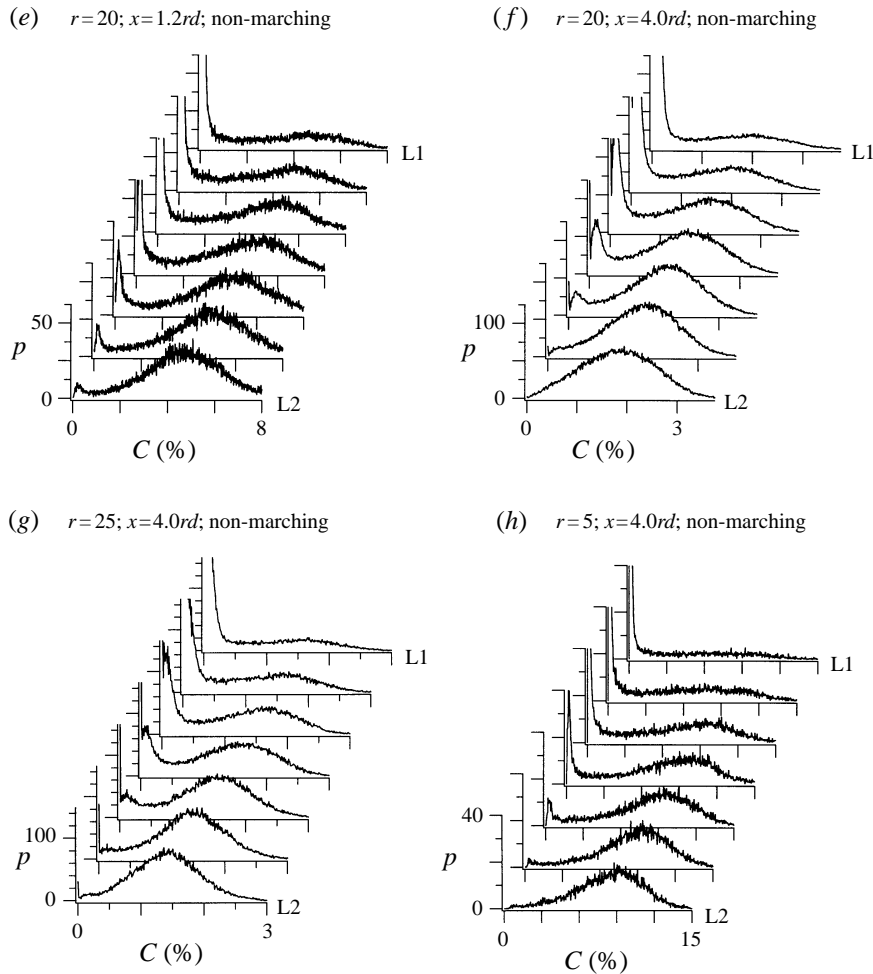 (e) r = 20; x = 1.2rd; non-marching
L1
50
p
0
L2
0 8
C (%)
(f) r = 20; x = 4.0rd; non-marching
L1
100
p
0
L2
0 3
C (%)
(g) r = 25; x = 4.0rd; non-marching
L1
100
p
0
L2
0 3
C (%)
(h) r = 5; x = 4.0rd; non-marching
L1
40
p
0
L2
0 15
C (%)